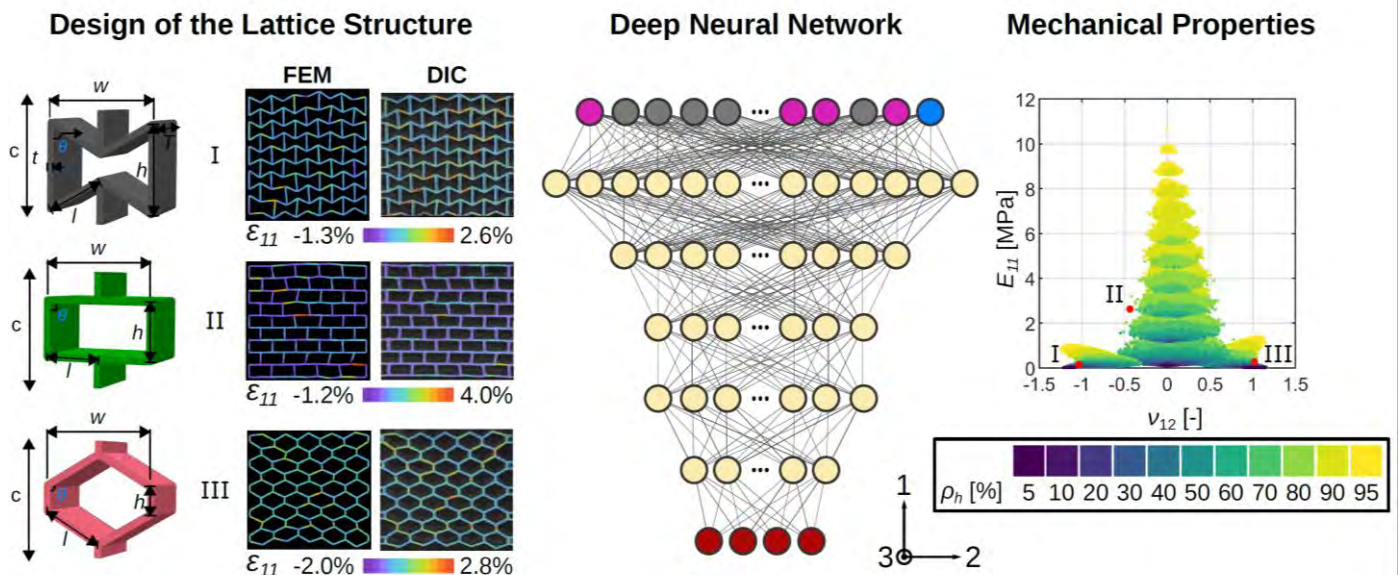 Design of the Lattice Structure
Deep Neural Network
Mechanical Properties
FEM DIC
w
c t θ T h l
I
ε11 -1.3% 2.6%
w
c θ h l
II
ε11 -1.2% 4.0%
w
c θ h l
III
ε11 -2.0% 2.8%
...
...
...
...
...
...
1
3 2
E11 [MPa]
12
10
8
6
4
2
0
I
II
III
-1.5 -1 -0.5 0 0.5 1 1.5
ν12 [-]
ρh [%] 5 10 20 30 40 50 60 70 80 90 95